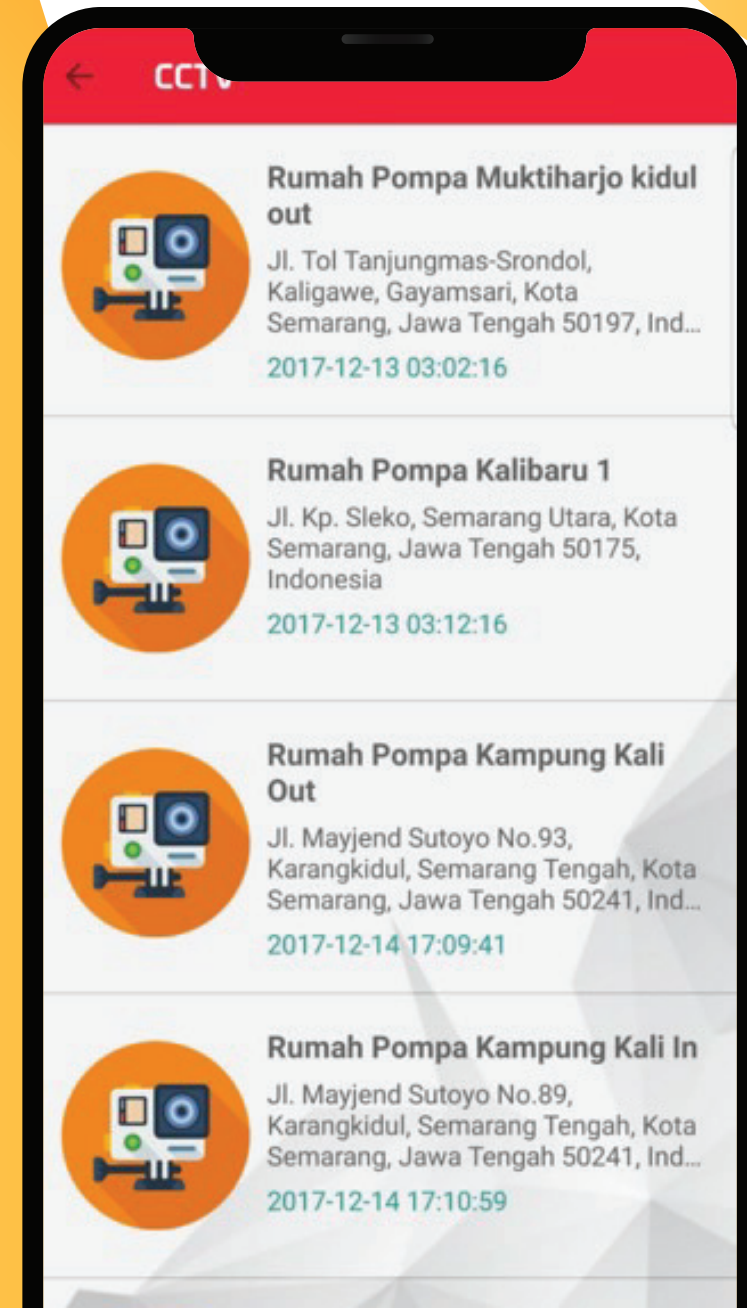 CCTV
Rumah Pompa Muktiharjo kidul
out
Jl. Tol Tanjungmas-Srondol,
Kaligawe, Gayamsari, Kota
Semarang, Jawa Tengah 50197, Ind...
2017-12-13 03:02:16
Rumah Pompa Kalibaru 1
Jl. Kp. Sleko, Semarang Utara, Kota
Semarang, Jawa Tengah 50175,
Indonesia
2017-12-13 03:12:16
Rumah Pompa Kampung Kali
Out
Jl. Mayjend Sutoyo No.93,
Karangkidul, Semarang Tengah, Kota
Semarang, Jawa Tengah 50241, Ind...
2017-12-14 17:09:41
Rumah Pompa Kampung Kali In
Jl. Mayjend Sutoyo No.89,
Karangkidul, Semarang Tengah, Kota
Semarang, Jawa Tengah 50241, Ind...
2017-12-14 17:10:59